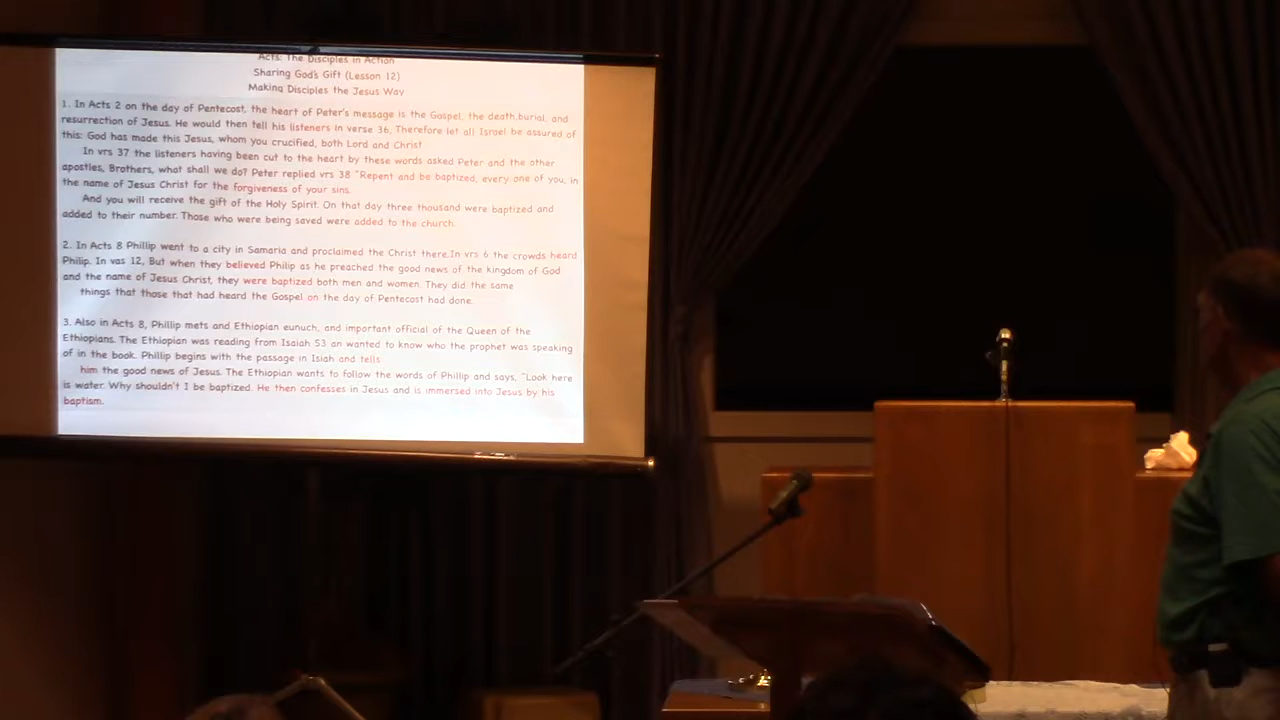 Acts: The Disciples in Action
Sharing God's Gift (Lesson 12)
Making Disciples the Jesus Way
1. In Acts 2 on the day of Pentecost, the heart of Peter's message is the Gospel, the death,burial, and
resurrection of Jesus. He would then tell his listeners in verse 36, Therefore let all Israel be assured of
this: God has made this Jesus, whom you crucified, both Lord and Christ
In vrs 37 the listeners having been cut to the heart by these words asked Peter and the other
apostles, Brothers, what shall we do? Peter replied vrs 38 "Repent and be baptized, every one of you, in
the name of Jesus Christ for the forgiveness of your sins.
And you will receive the gift of the Holy Spirit. On that day three thousand were baptized and
added to their number. Those who were being saved were added to the church.
2. In Acts 8 Phillip went to a city in Samaria and proclaimed the Christ there.In vrs 6 the crowds heard
Philip. In vas 12, But when they believed Philip as he preached the good news of the kingdom of God
and the name of Jesus Christ, they were baptized both men and women. They did the same
things that those that had heard the Gospel on the day of Pentecost had done.
3. Also in Acts 8, Phillip mets and Ethiopian eunuch, and important official of the Queen of the
Ethiopians. The Ethiopian was reading from Isaiah 53 an wanted to know who the prophet was speaking
of in the book. Phillip begins with the passage in Isiah and tells
him the good news of Jesus. The Ethiopian wants to follow the words of Phillip and says, "Look here
is water. Why shouldn't I be baptized. He then confesses in Jesus and is immersed into Jesus by his
baptism.